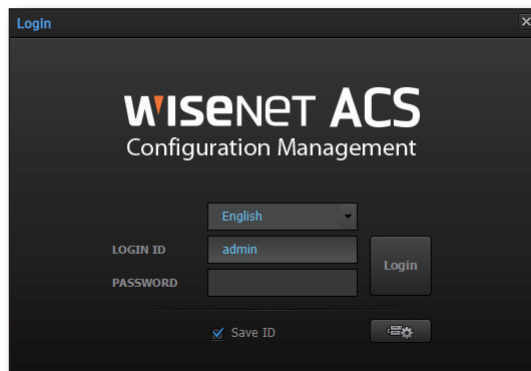 Login
WISENET ACS
Configuration Management
English
LOGIN ID
admin
Login
PASSWORD
Save ID